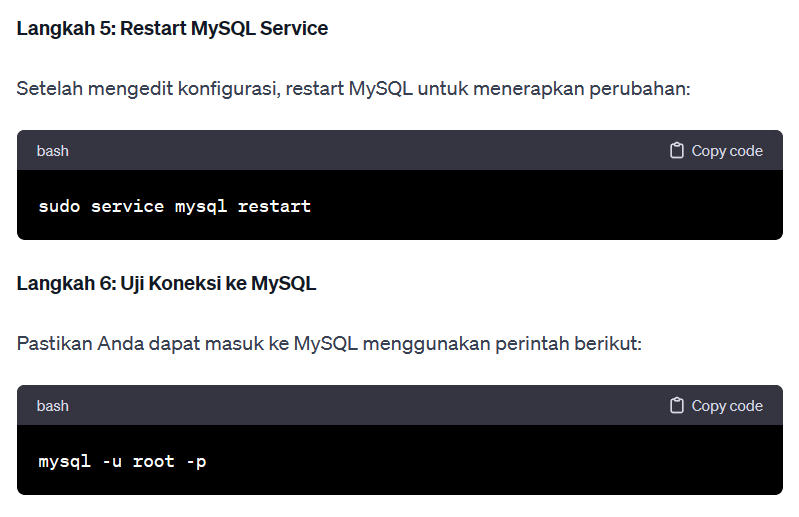 Langkah 5: Restart MySQL Service
Setelah mengedit konfigurasi, restart MySQL untuk menerapkan perubahan:
bash Copy code
sudo service mysql restart
Langkah 6: Uji Koneksi ke MySQL
Pastikan Anda dapat masuk ke MySQL menggunakan perintah berikut:
bash Copy code
mysql -u root -p